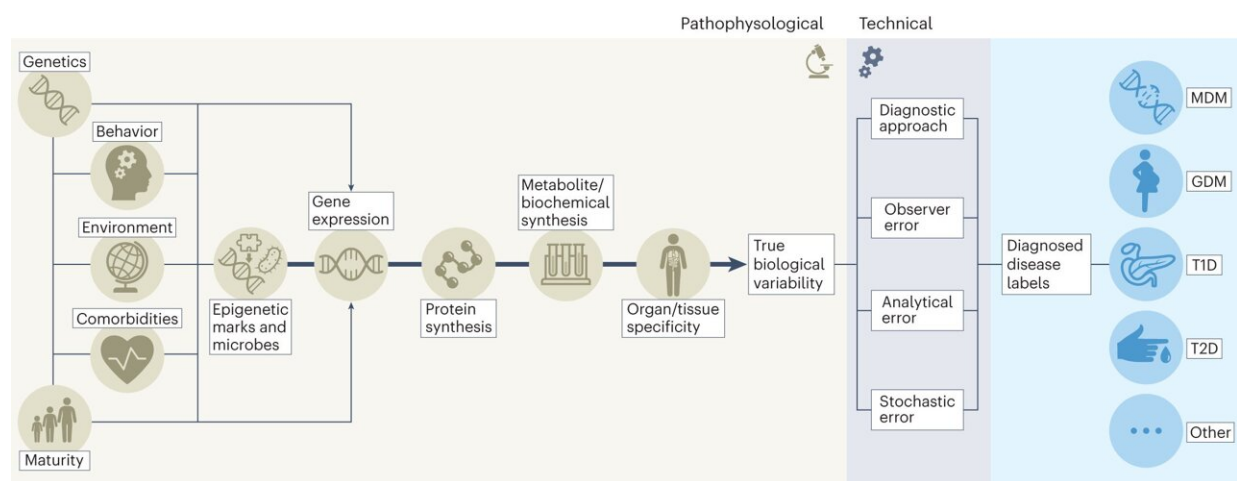 Pathophysological
Technical
Genetics
Behavior
Environment
Comorbidities
Maturity
Epigenetic
marks and
microbes
Gene
expression
Protein
synthesis
Metabolite/
biochemical
synthesis
Organ/tissue
specificity
True
biological
variability
Diagnostic
approach
Observer
error
Analytical
error
Stochastic
error
Diagnosed
disease
labels
MDM
GDM
T1D
T2D
Other